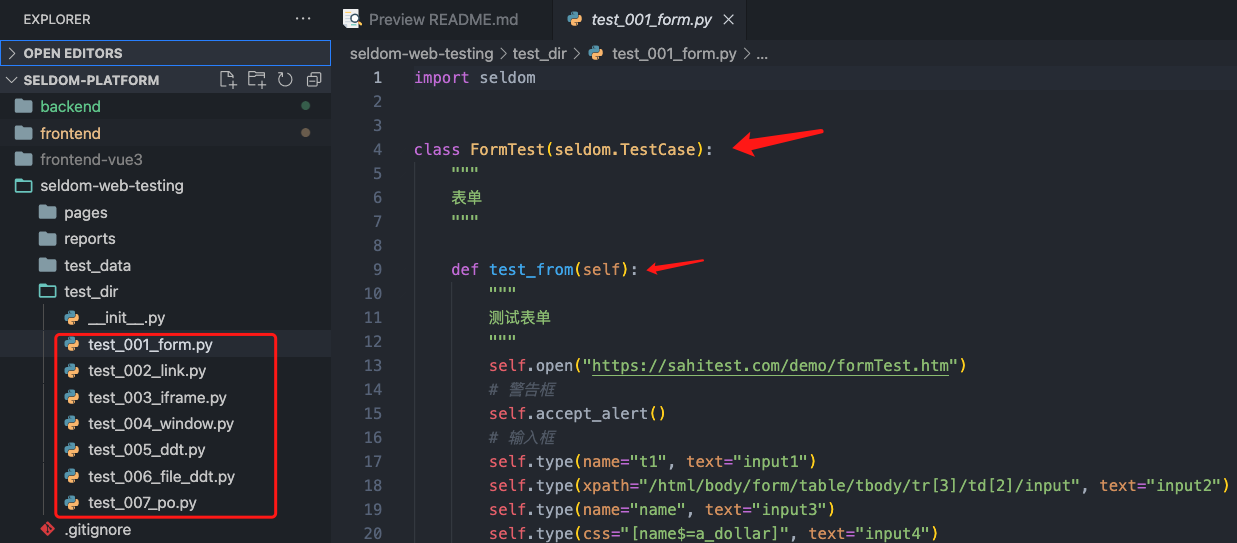 EXPLORER
OPEN EDITORS
SELDOM-PLATFORM
backend
frontend
frontend-vue3
seldom-web-testing
pages
reports
test_data
test_dir
__init__.py
test_001_form.py
test_002_link.py
test_003_iframe.py
test_004_window.py
test_005_ddt.py
test_006_file_ddt.py
test_007_po.py
.gitignore
Preview README.md
test_001_form.py
seldom-web-testing > test_dir > test_001_form.py > ...
1 import seldom
2
3
4 class FormTest(seldom.TestCase):
5 """
6 表单
7 """
8
9 def test_from(self):
10 """
11 测试表单
12 """
13 self.open("https://sahitest.com/demo/formTest.htm")
14 # 警告框
15 self.accept_alert()
16 # 输入框
17 self.type(name="t1", text="input1")
18 self.type(xpath="/html/body/form/table/tbody/tr[3]/td[2]/input", text="input2")
19 self.type(name="name", text="input3")
20 self.type(css="[name$=a_dollar]", text="input4")